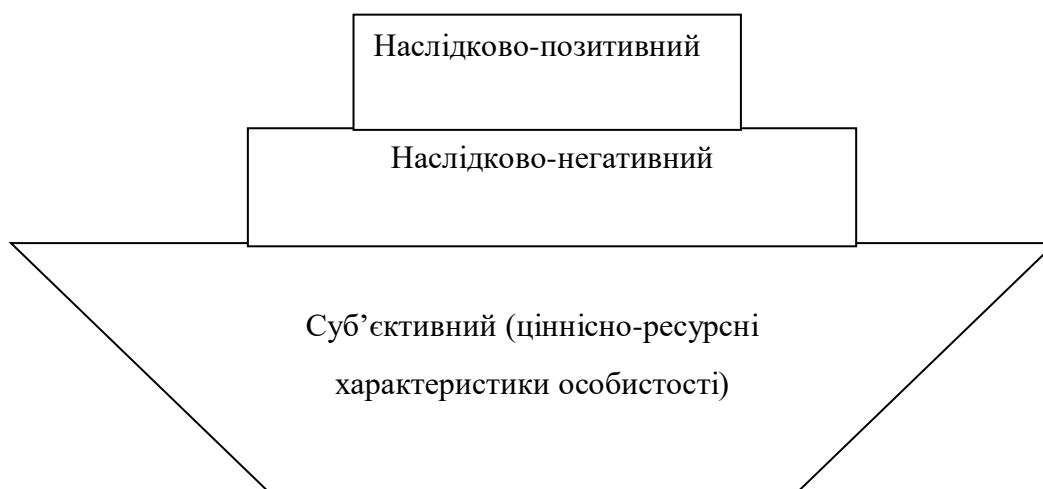 Наслідково-позитивний
Наслідково-негативний
Суб’єктивний (ціннісно-ресурсні
характеристики особистості)